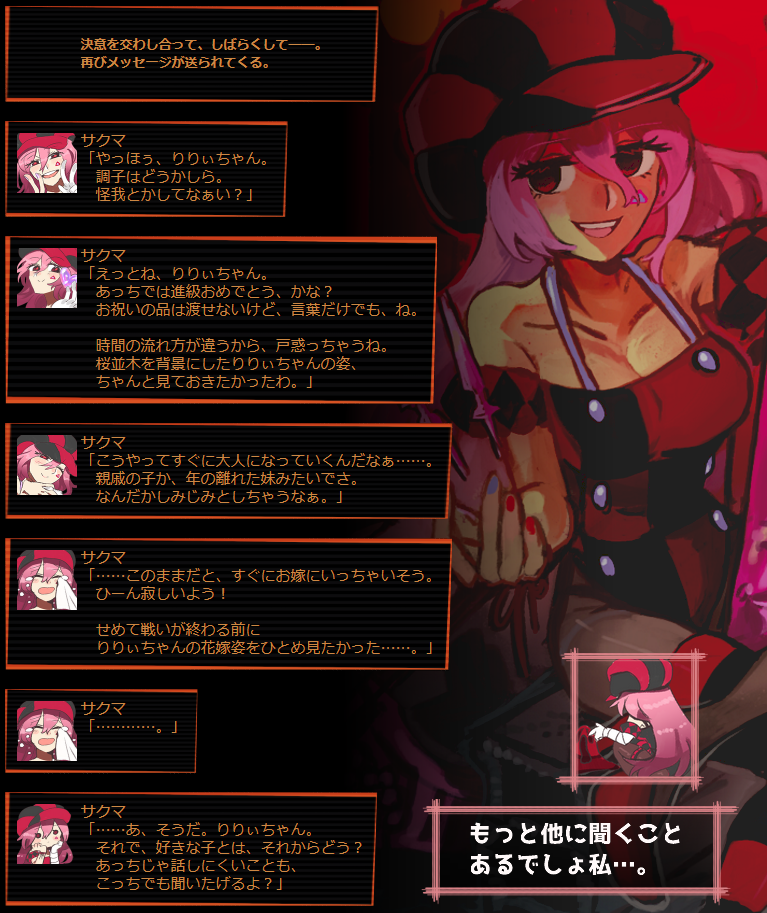 決意を交わし合って、しばらくして――。
再びメッセージが送られてくる。
サクマ
「やっほぅ、りりぃちゃん。
調子はどうかしら。
怪我とかしてなぁい？」
サクマ
「えっとね、りりぃちゃん。
あっちでは進級おめでとう、かな？
お祝いの品は渡せないけど、言葉だけでも、ね。
時間の流れ方が違うから、戸惑っちゃうね。
桜並木を背景にしたりりぃちゃんの姿、
ちゃんと見ておきたかったわ。」
サクマ
「こうやってすぐに大人になっていくんだなぁ……。
親戚の子か、年の離れた妹みたいでさ。
なんだかしみじみとしちゃうなぁ。」
サクマ
「……このままだと、すぐにお嫁にいっちゃいそう。
ひーん寂しいよう！
せめて戦いが終わる前に
りりぃちゃんの花嫁姿をひとめ見たかった……。」
サクマ
「…………。」
サクマ
「……あ、そうだ。りりぃちゃん。
それで、好きな子とは、それからどう？
あっちじゃ話しにくいことも、
こっちでも聞いたげるよ？」
もっと他に聞くこと
あるでしょ私…。